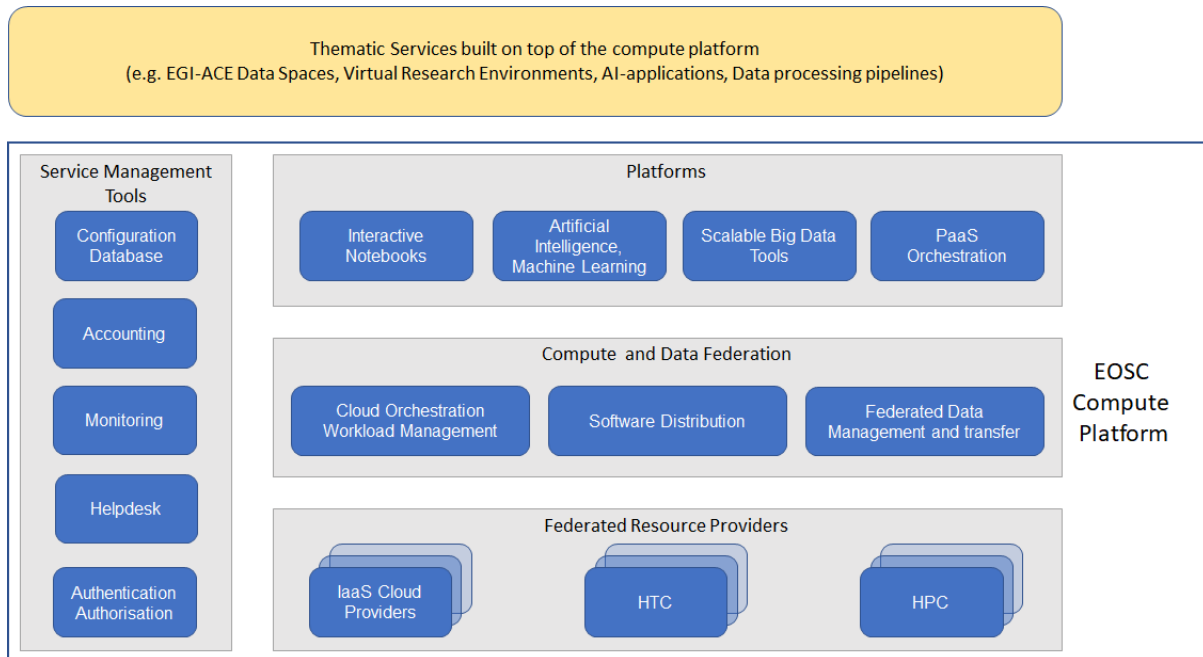 Thematic Services built on top of the compute platform
(e.g. EGI-ACE Data Spaces, Virtual Research Environments, AI-applications, Data processing pipelines)
Service Management
Tools
Configuration
Database
Accounting
Monitoring
Helpdesk
Authentication
Authorisation
Platforms
Interactive
Notebooks
Artificial
Intelligence,
Machine Learning
Scalable Big Data
Tools
PaaS
Orchestration
Compute and Data Federation
Cloud Orchestration
Workload Management
Software Distribution
Federated Data
Management and transfer
Federated Resource Providers
IaaS Cloud
Providers
HTC
HPC
EOSC
Compute
Platform